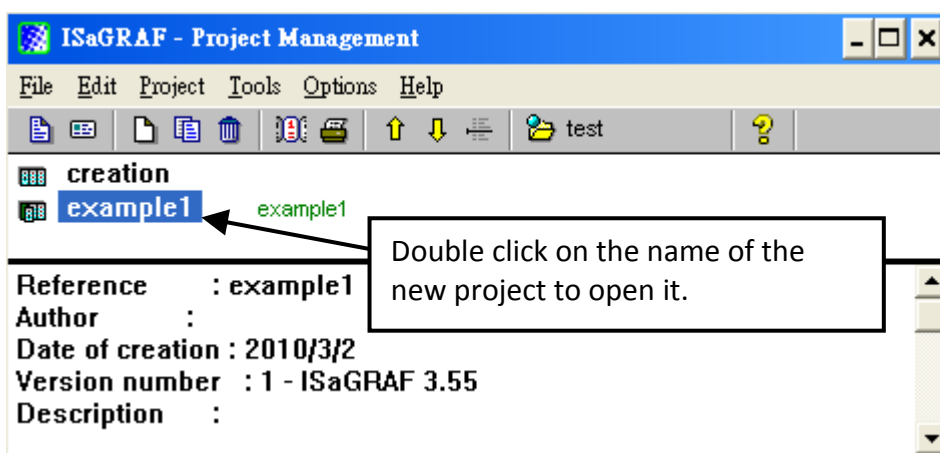 ISaGRAF - Project Management
File Edit Project Tools Options Help
test
creation
example1 example1
Double click on the name of the
new project to open it.
Reference : example1
Author :
Date of creation : 2010/3/2
Version number : 1 - ISaGRAF 3.55
Description :